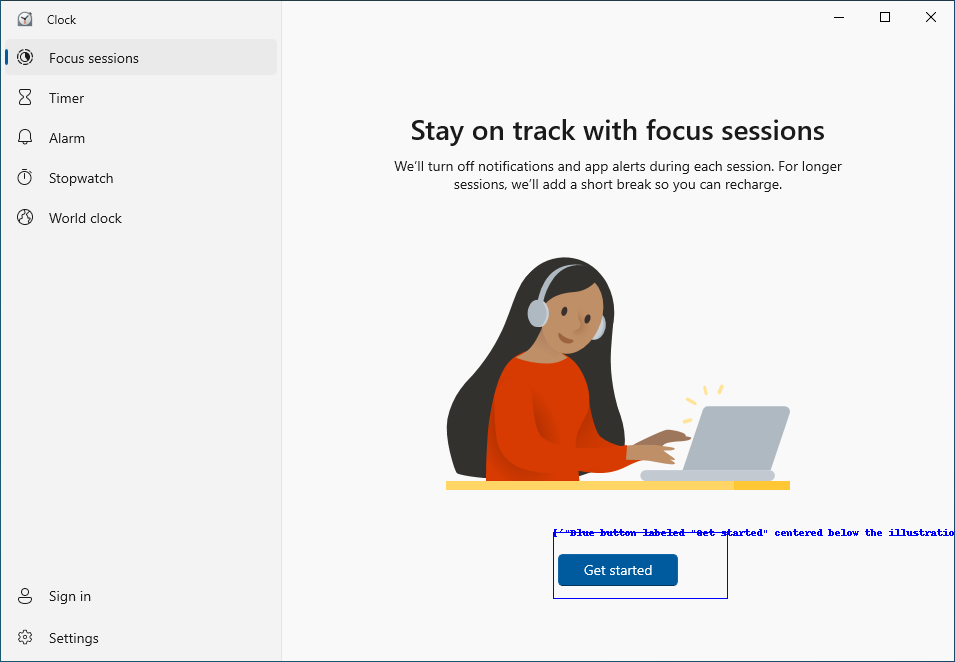 Clock
Focus sessions
Timer
Alarm
Stopwatch
World clock
Sign in
Settings
Stay on track with focus sessions
We'll turn off notifications and app alerts during each session. For longer
sessions, we'll add a short break so you can recharge.
button labeled "Get started" centered below the illustratio
Get started